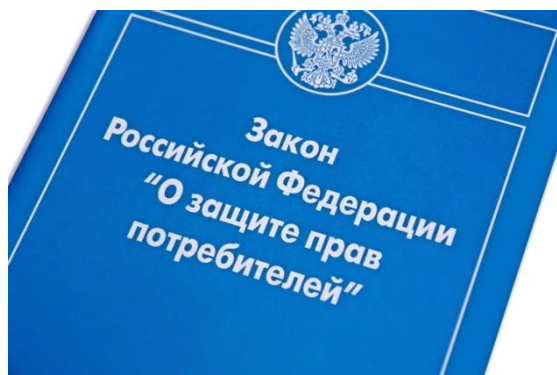 Закон
Российской Федерации
"О защите прав
потребителей"